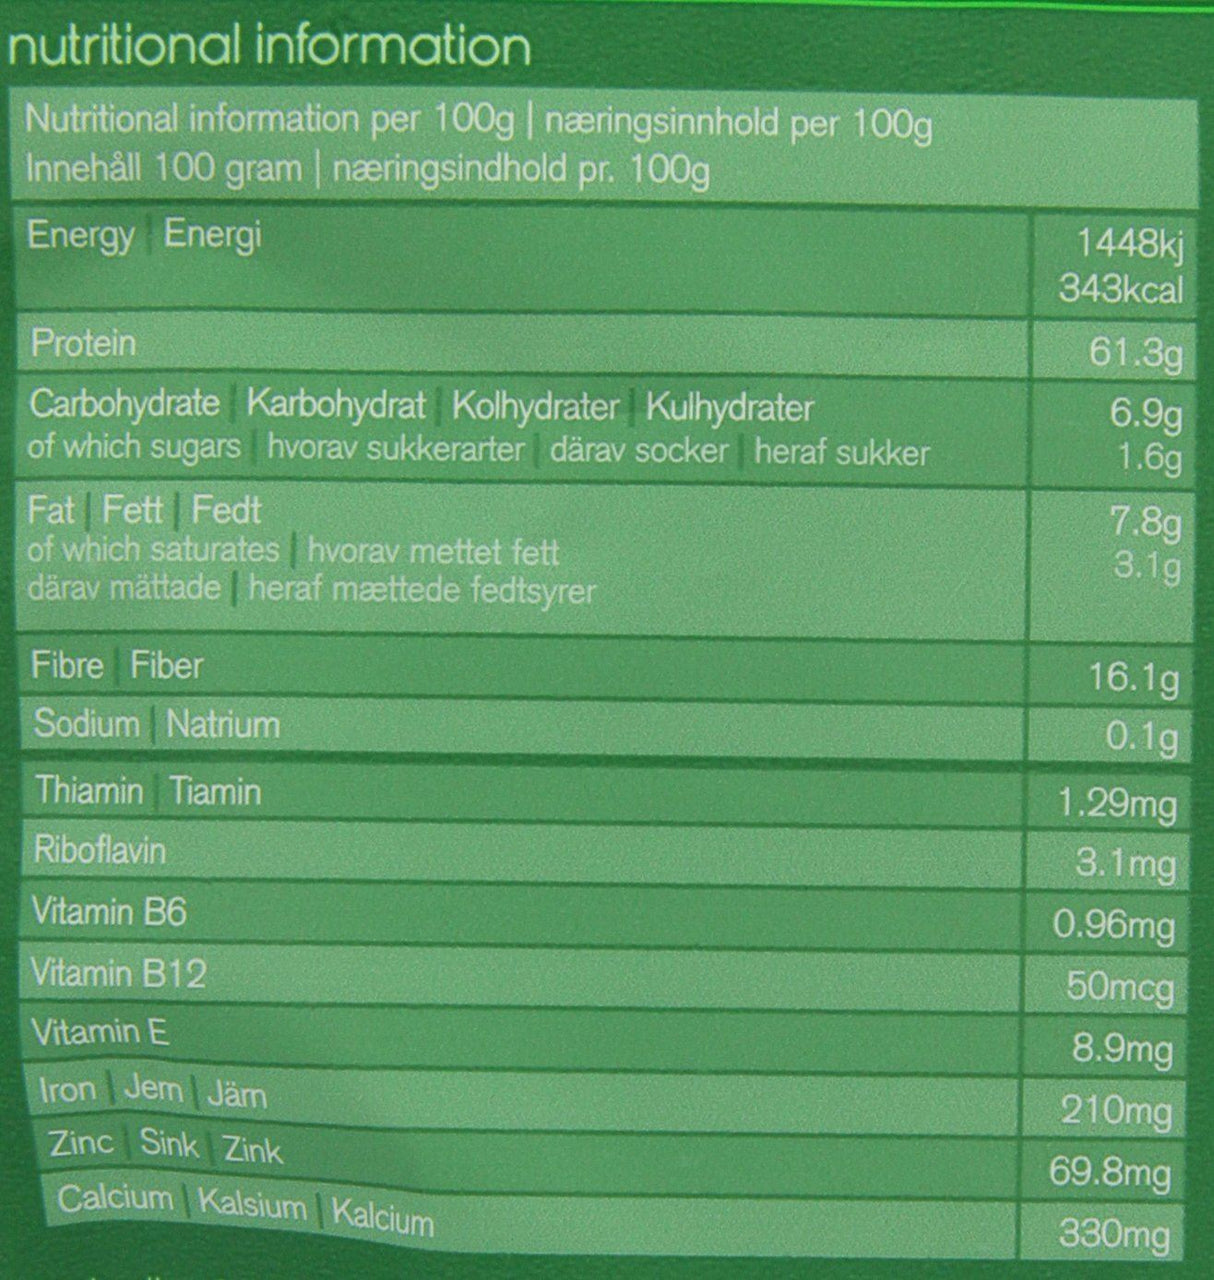 nutritional information
Nutritional information per 100g | næringsinnhold per 100g
Innehåll 100 gram | næringsindhold pr. 100g
Energy | Energi 1448kj
343kcal
Protein 61.3g
Carbohydrate | Karbohydrat | Kolhydrater | Kulhydrater 6.9g
of which sugars | hvorav sukkerarter | därav socker | heraf sukker 1.6g
Fat | Fett | Fedt 7.8g
of which saturates | hvorav mettet fett 3.1g
därav mättade | heraf mættede fedtsyrer
Fibre | Fiber 16.1g
Sodium | Natrium 0.1g
Thiamin | Tiamin 1.29mg
Riboflavin 3.1mg
Vitamin B6 0.96mg
Vitamin B12 50mcg
Vitamin E 8.9mg
Iron | Jern | Järn 210mg
Zinc | Sink | Zink 69.8mg
Calcium | Kalsium | Kalcium 330mg